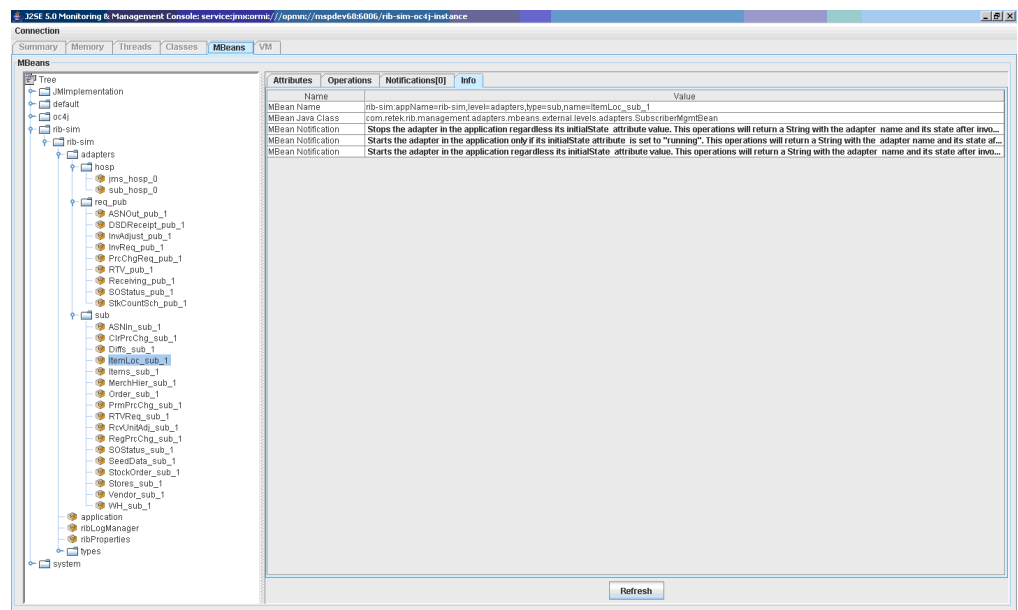 J2SE 5.0 Monitoring & Management Console: service:jmx:ormi:///opmn://mspdev68:6006/rib-sim-oc4j-instance
Connection
Summary Memory Threads Classes MBeans VM
MBeans
Tree
JMImplementation
default
oc4j
rib-sim
rib-sim
adapters
hosp
jms_hosp_0
sub_hosp_0
req_pub
ASNOut_pub_1
DSDReceipt_pub_1
InvAdjust_pub_1
InvReq_pub_1
PrcChgReq_pub_1
RTV_pub_1
Receiving_pub_1
SOStatus_pub_1
StkCountSch_pub_1
sub
ASNIn_sub_1
ClrPrcChg_sub_1
Diffs_sub_1
ItemLoc_sub_1
Items_sub_1
MerchHier_sub_1
Order_sub_1
PrmPrcChg_sub_1
RTVReq_sub_1
RcvUnitAdj_sub_1
RegPrcChg_sub_1
SOStatus_sub_1
SeedData_sub_1
StockOrder_sub_1
Stores_sub_1
Vendor_sub_1
WH_sub_1
application
ribLogManager
ribProperties
types
system
Attributes Operations Notifications[0] Info
Name Value
MBean Name rib-sim:appName=rib-sim,level=adapters,type=sub,name=ItemLoc_sub_1
MBean Java Class com.retek.rib.management.adapters.mbeans.external.levels.adapters.SubscriberMgmtBean
MBean Notification Stops the adapter in the application regardless its initialState attribute value. This operations will return a String with the adapter name and its state after invo...
MBean Notification Starts the adapter in the application only if its initialState attribute is set to "running". This operations will return a String with the adapter name and its state af...
MBean Notification Starts the adapter in the application regardless its initialState attribute value. This operations will return a String with the adapter name and its state after invo...
Refresh